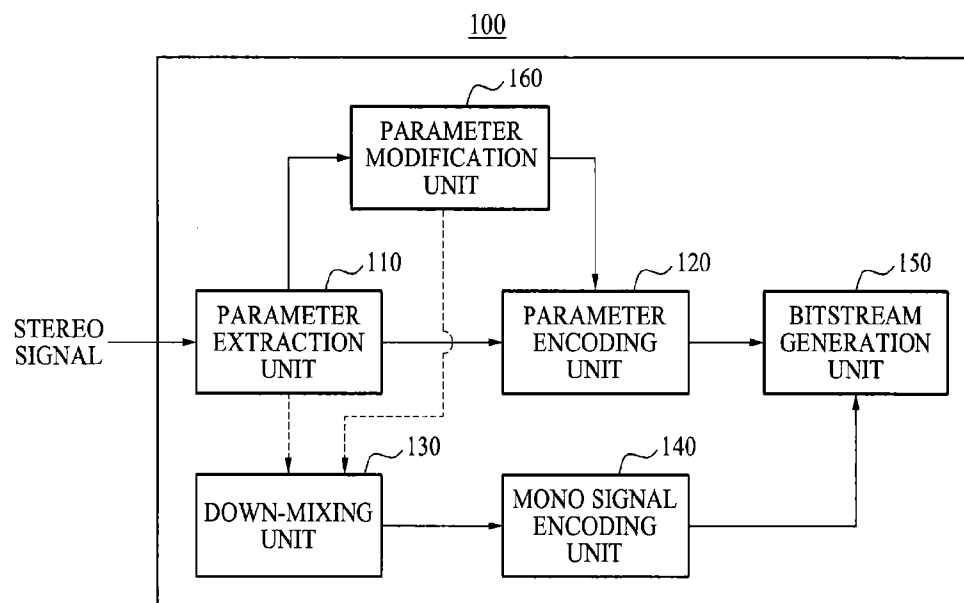 100
160
PARAMETER
MODIFICATION
UNIT
110
120
150
STEREO
SIGNAL
PARAMETER
EXTRACTION
UNIT
PARAMETER
ENCODING
UNIT
BITSTREAM
GENERATION
UNIT
130
140
DOWN-MIXING
UNIT
MONO SIGNAL
ENCODING
UNIT